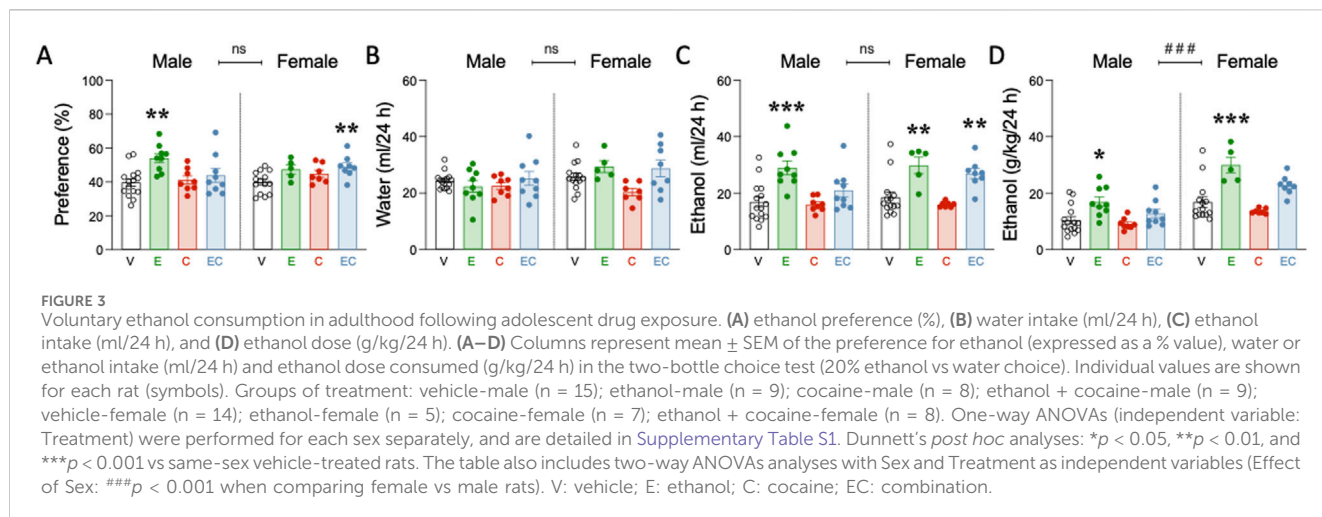 A Male ns Female
Preference (%)
100
80
60
40
20
0
**
**
V E C EC V E C EC
B Male ns Female
Water (ml/24 h)
80
60
40
20
0
V E C EC V E C EC
C Male ns Female
Ethanol (ml/24 h)
60
40
20
0
***
**
**
V E C EC V E C EC
D Male ### Female
Ethanol (g/kg/24 h)
60
40
20
0
*
***
V E C EC V E C EC
FIGURE 3
Voluntary ethanol consumption in adulthood following adolescent drug exposure. (A) ethanol preference (%), (B) water intake (ml/24 h), (C) ethanol
intake (ml/24 h), and (D) ethanol dose (g/kg/24 h). (A–D) Columns represent mean ± SEM of the preference for ethanol (expressed as a % value), water or
ethanol intake (ml/24 h) and ethanol dose consumed (g/kg/24 h) in the two-bottle choice test (20% ethanol vs water choice). Individual values are shown
for each rat (symbols). Groups of treatment: vehicle-male (n = 15); ethanol-male (n = 9); cocaine-male (n = 8); ethanol + cocaine-male (n = 9);
vehicle-female (n = 14); ethanol-female (n = 5); cocaine-female (n = 7); ethanol + cocaine-female (n = 8). One-way ANOVAs (independent variable:
Treatment) were performed for each sex separately, and are detailed in Supplementary Table S1. Dunnett's post hoc analyses: *p < 0.05, **p < 0.01, and
***p < 0.001 vs same-sex vehicle-treated rats. The table also includes two-way ANOVAs analyses with Sex and Treatment as independent variables (Effect
of Sex: ###p < 0.001 when comparing female vs male rats). V: vehicle; E: ethanol; C: cocaine; EC: combination.